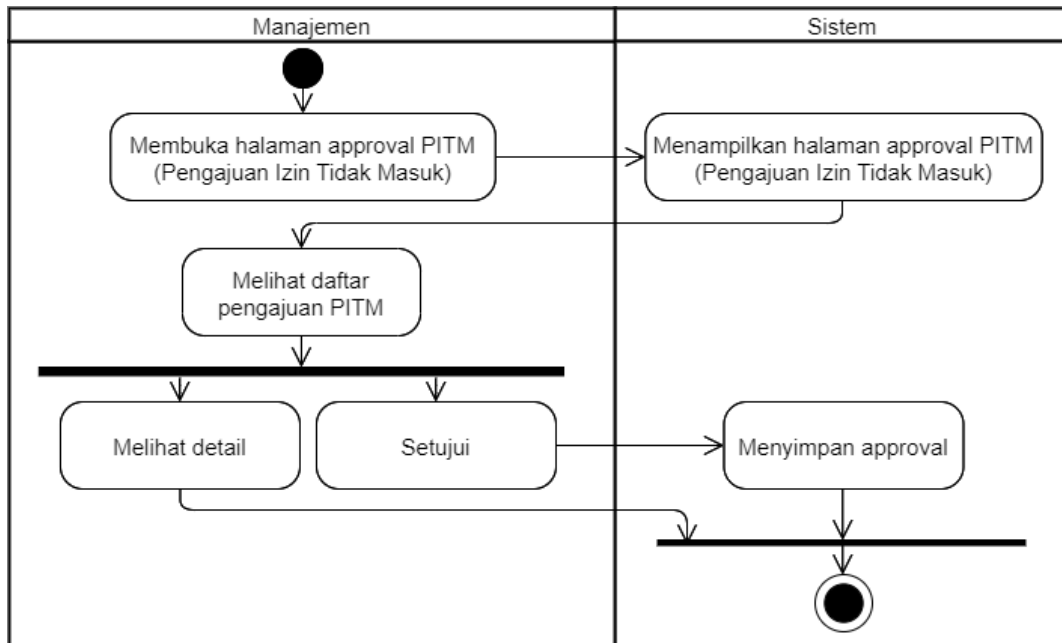 Manajemen
Sistem
Membuka halaman approval PITM
(Pengajuan Izin Tidak Masuk)
Menampilkan halaman approval PITM
(Pengajuan Izin Tidak Masuk)
Melihat daftar
pengajuan PITM
Melihat detail
Setujui
Menyimpan approval